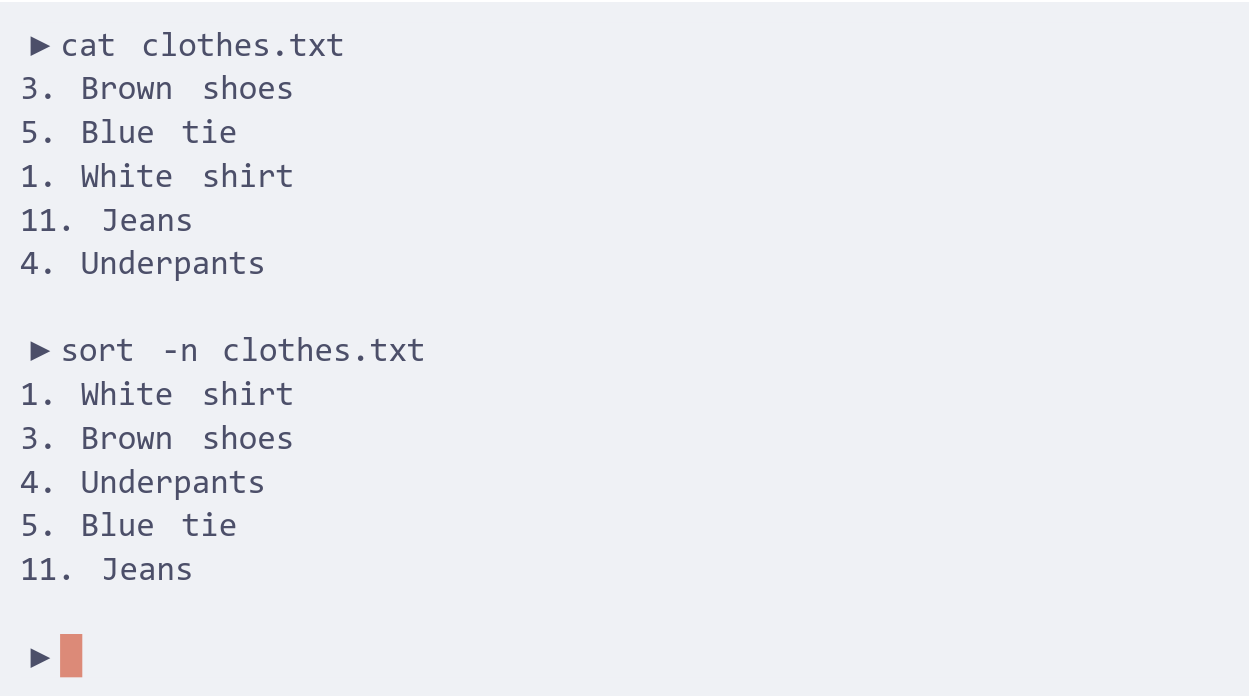 ▶ cat clothes.txt
3. Brown shoes
5. Blue tie
1. White shirt
11. Jeans
4. Underpants
▶ sort -n clothes.txt
1. White shirt
3. Brown shoes
4. Underpants
5. Blue tie
11. Jeans
▶